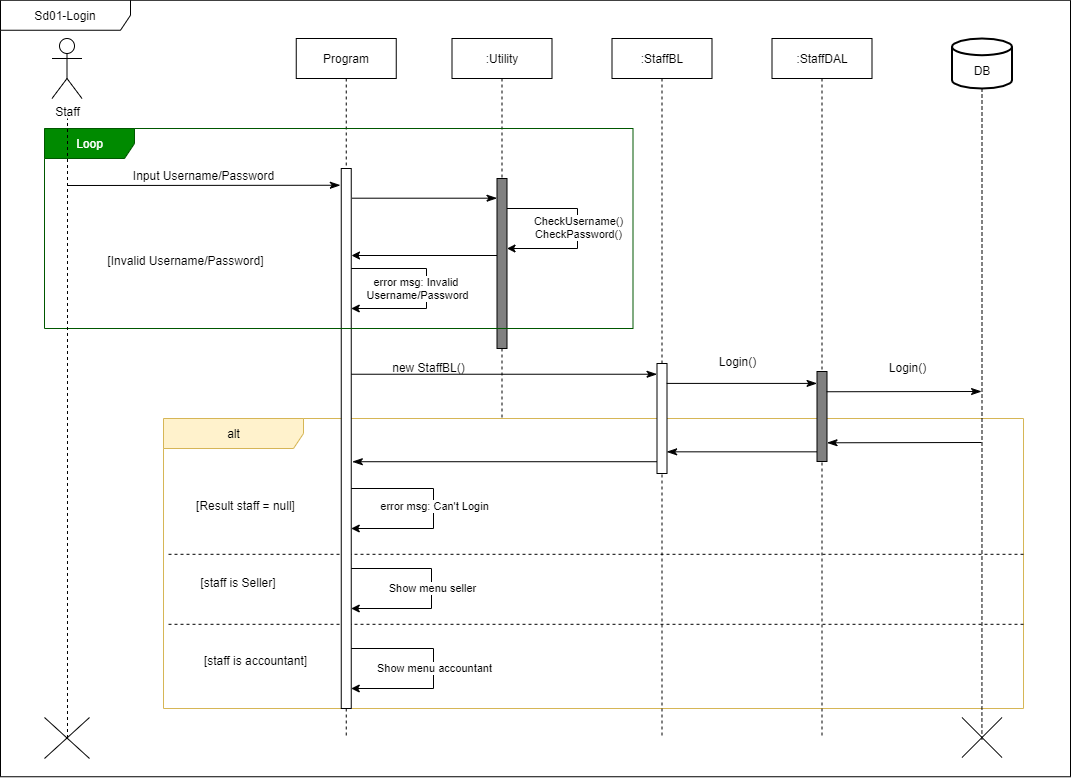 Sd01-Login
Program
:Utility
:StaffBL
:StaffDAL
DB
Staff
Loop
Input Username/Password
CheckUsername()
CheckPassword()
[Invalid Username/Password]
error msg: Invalid
Username/Password
new StaffBL()
Login()
Login()
alt
[Result staff = null]
error msg: Can't Login
[staff is Seller]
Show menu seller
[staff is accountant]
Show menu accountant